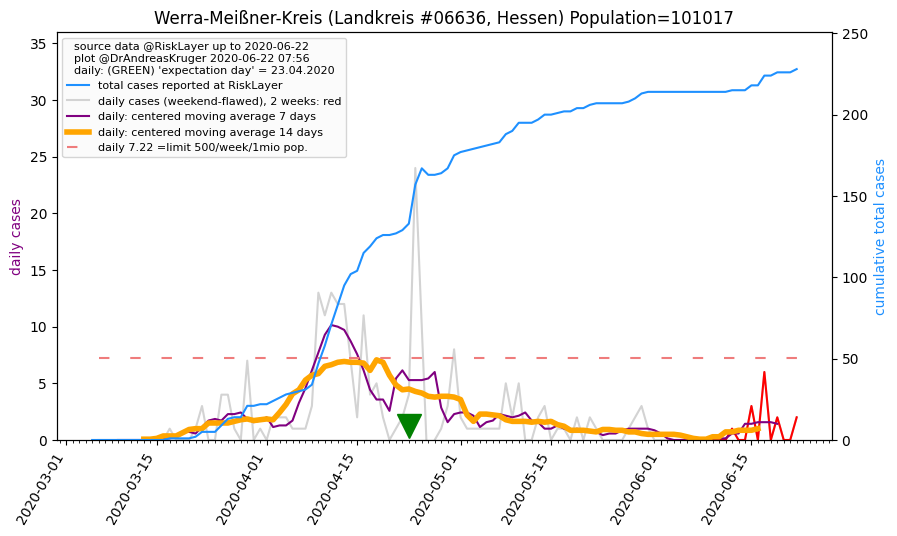 Werra-Meißner-Kreis (Landkreis #06636, Hessen) Population=101017
source data @RiskLayer up to 2020-06-22
plot @DrAndreasKruger 2020-06-22 07:56
daily: (GREEN) 'expectation day' = 23.04.2020
total cases reported at RiskLayer
daily cases (weekend-flawed), 2 weeks: red
daily: centered moving average 7 days
daily: centered moving average 14 days
daily 7.22 =limit 500/week/1mio pop.
daily cases
35
30
25
20
15
10
5
0
cumulative total cases
250
200
150
100
50
0
2020-03-01
2020-03-15
2020-04-01
2020-04-15
2020-05-01
2020-05-15
2020-06-01
2020-06-15